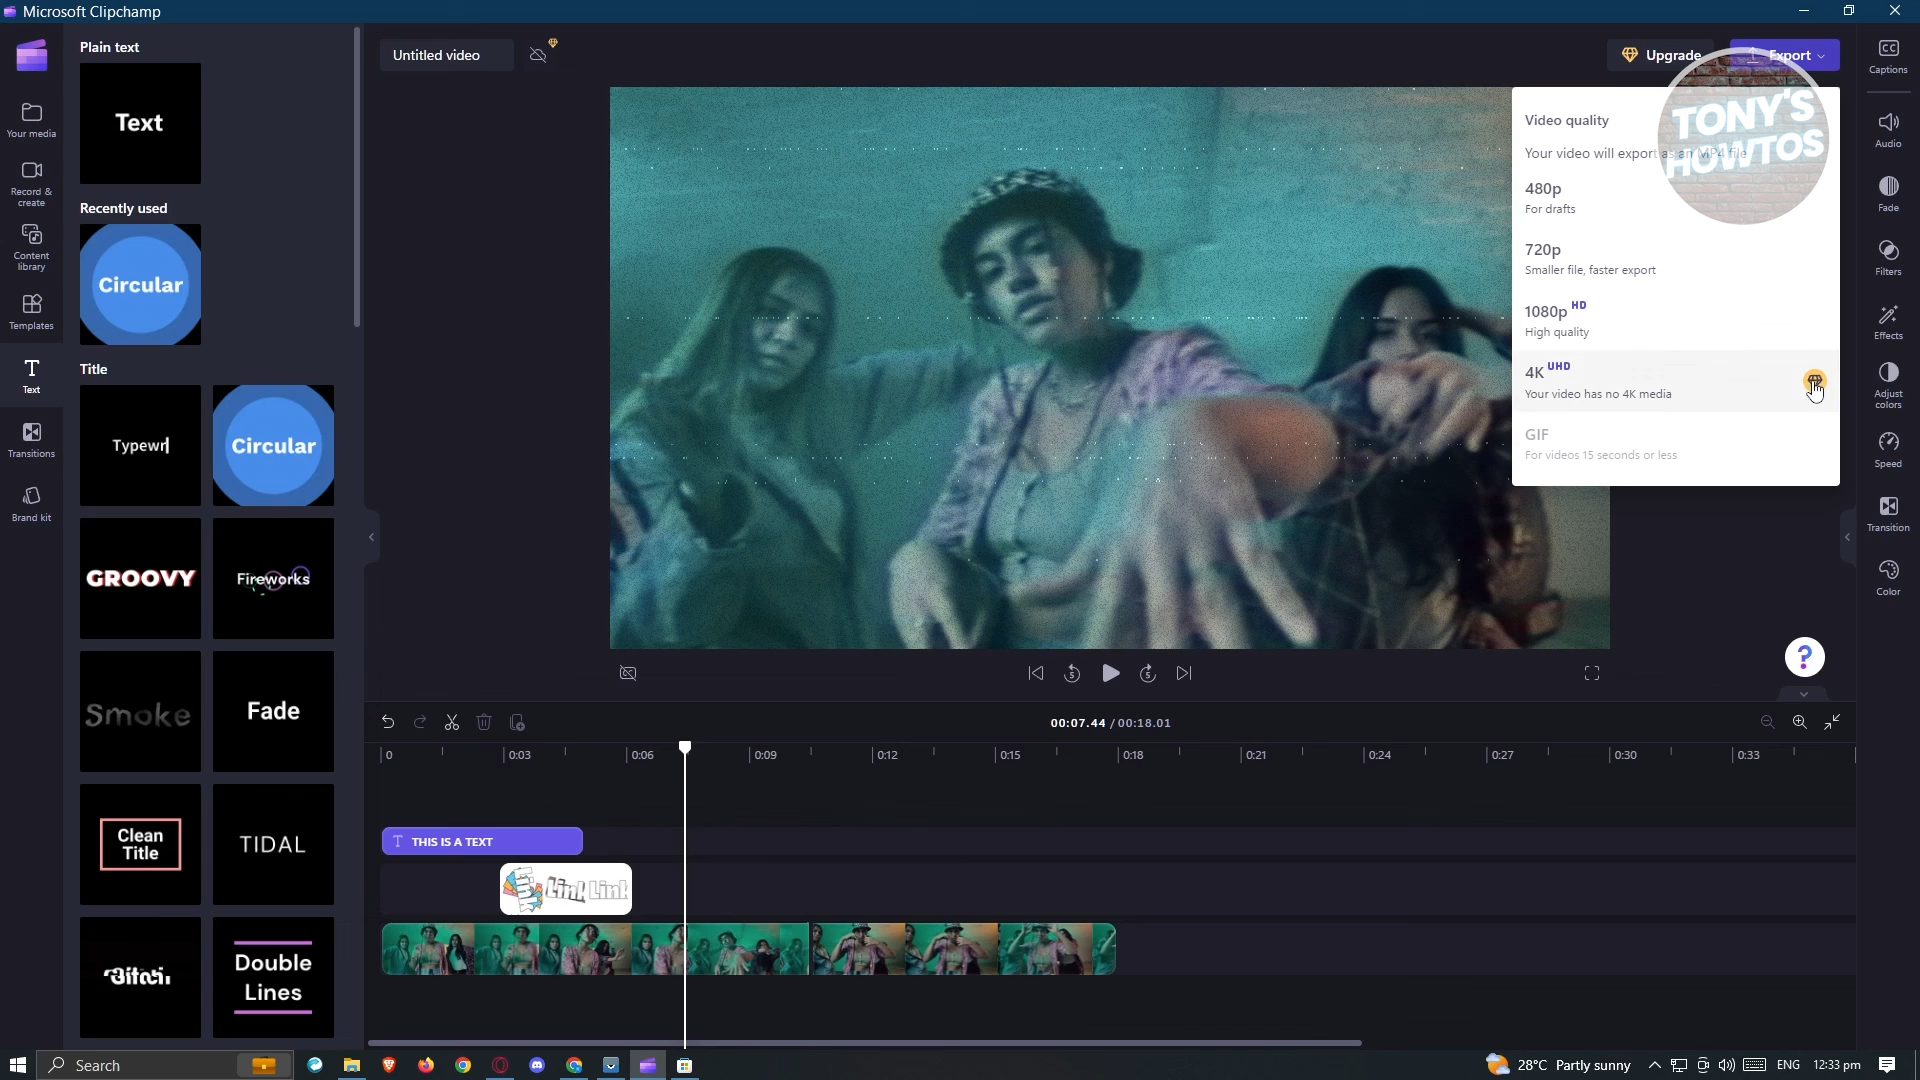 Microsoft Clipchamp
Your media
Record & create
Content library
Templates
Text
Transitions
Brand kit
Plain text
Text
Recently used
Circular
Title
Typewr
Circular
GROOVY
Fireworks
Smoke
Fade
Clean
Title
TIDAL
Glitch
Double
Lines
Untitled video
Upgrade
Export
TONY'S
HOWTOS
Video quality
Your video will export as an MP4 file
480p
For drafts
720p
Smaller file, faster export
1080p HD
High quality
4K UHD
Your video has no 4K media
GIF
For videos 15 seconds or less
CC
Captions
Audio
Fade
Filters
Effects
Adjust colors
Speed
Transition
Color
5
5
?
00:07.44 / 00:18.01
0 0:03 0:06 0:09 0:12 0:15 0:18 0:21 0:24 0:27 0:30 0:33
T THIS IS A TEXT
Link Link
Search
28°C Partly sunny
ENG
12:33 pm